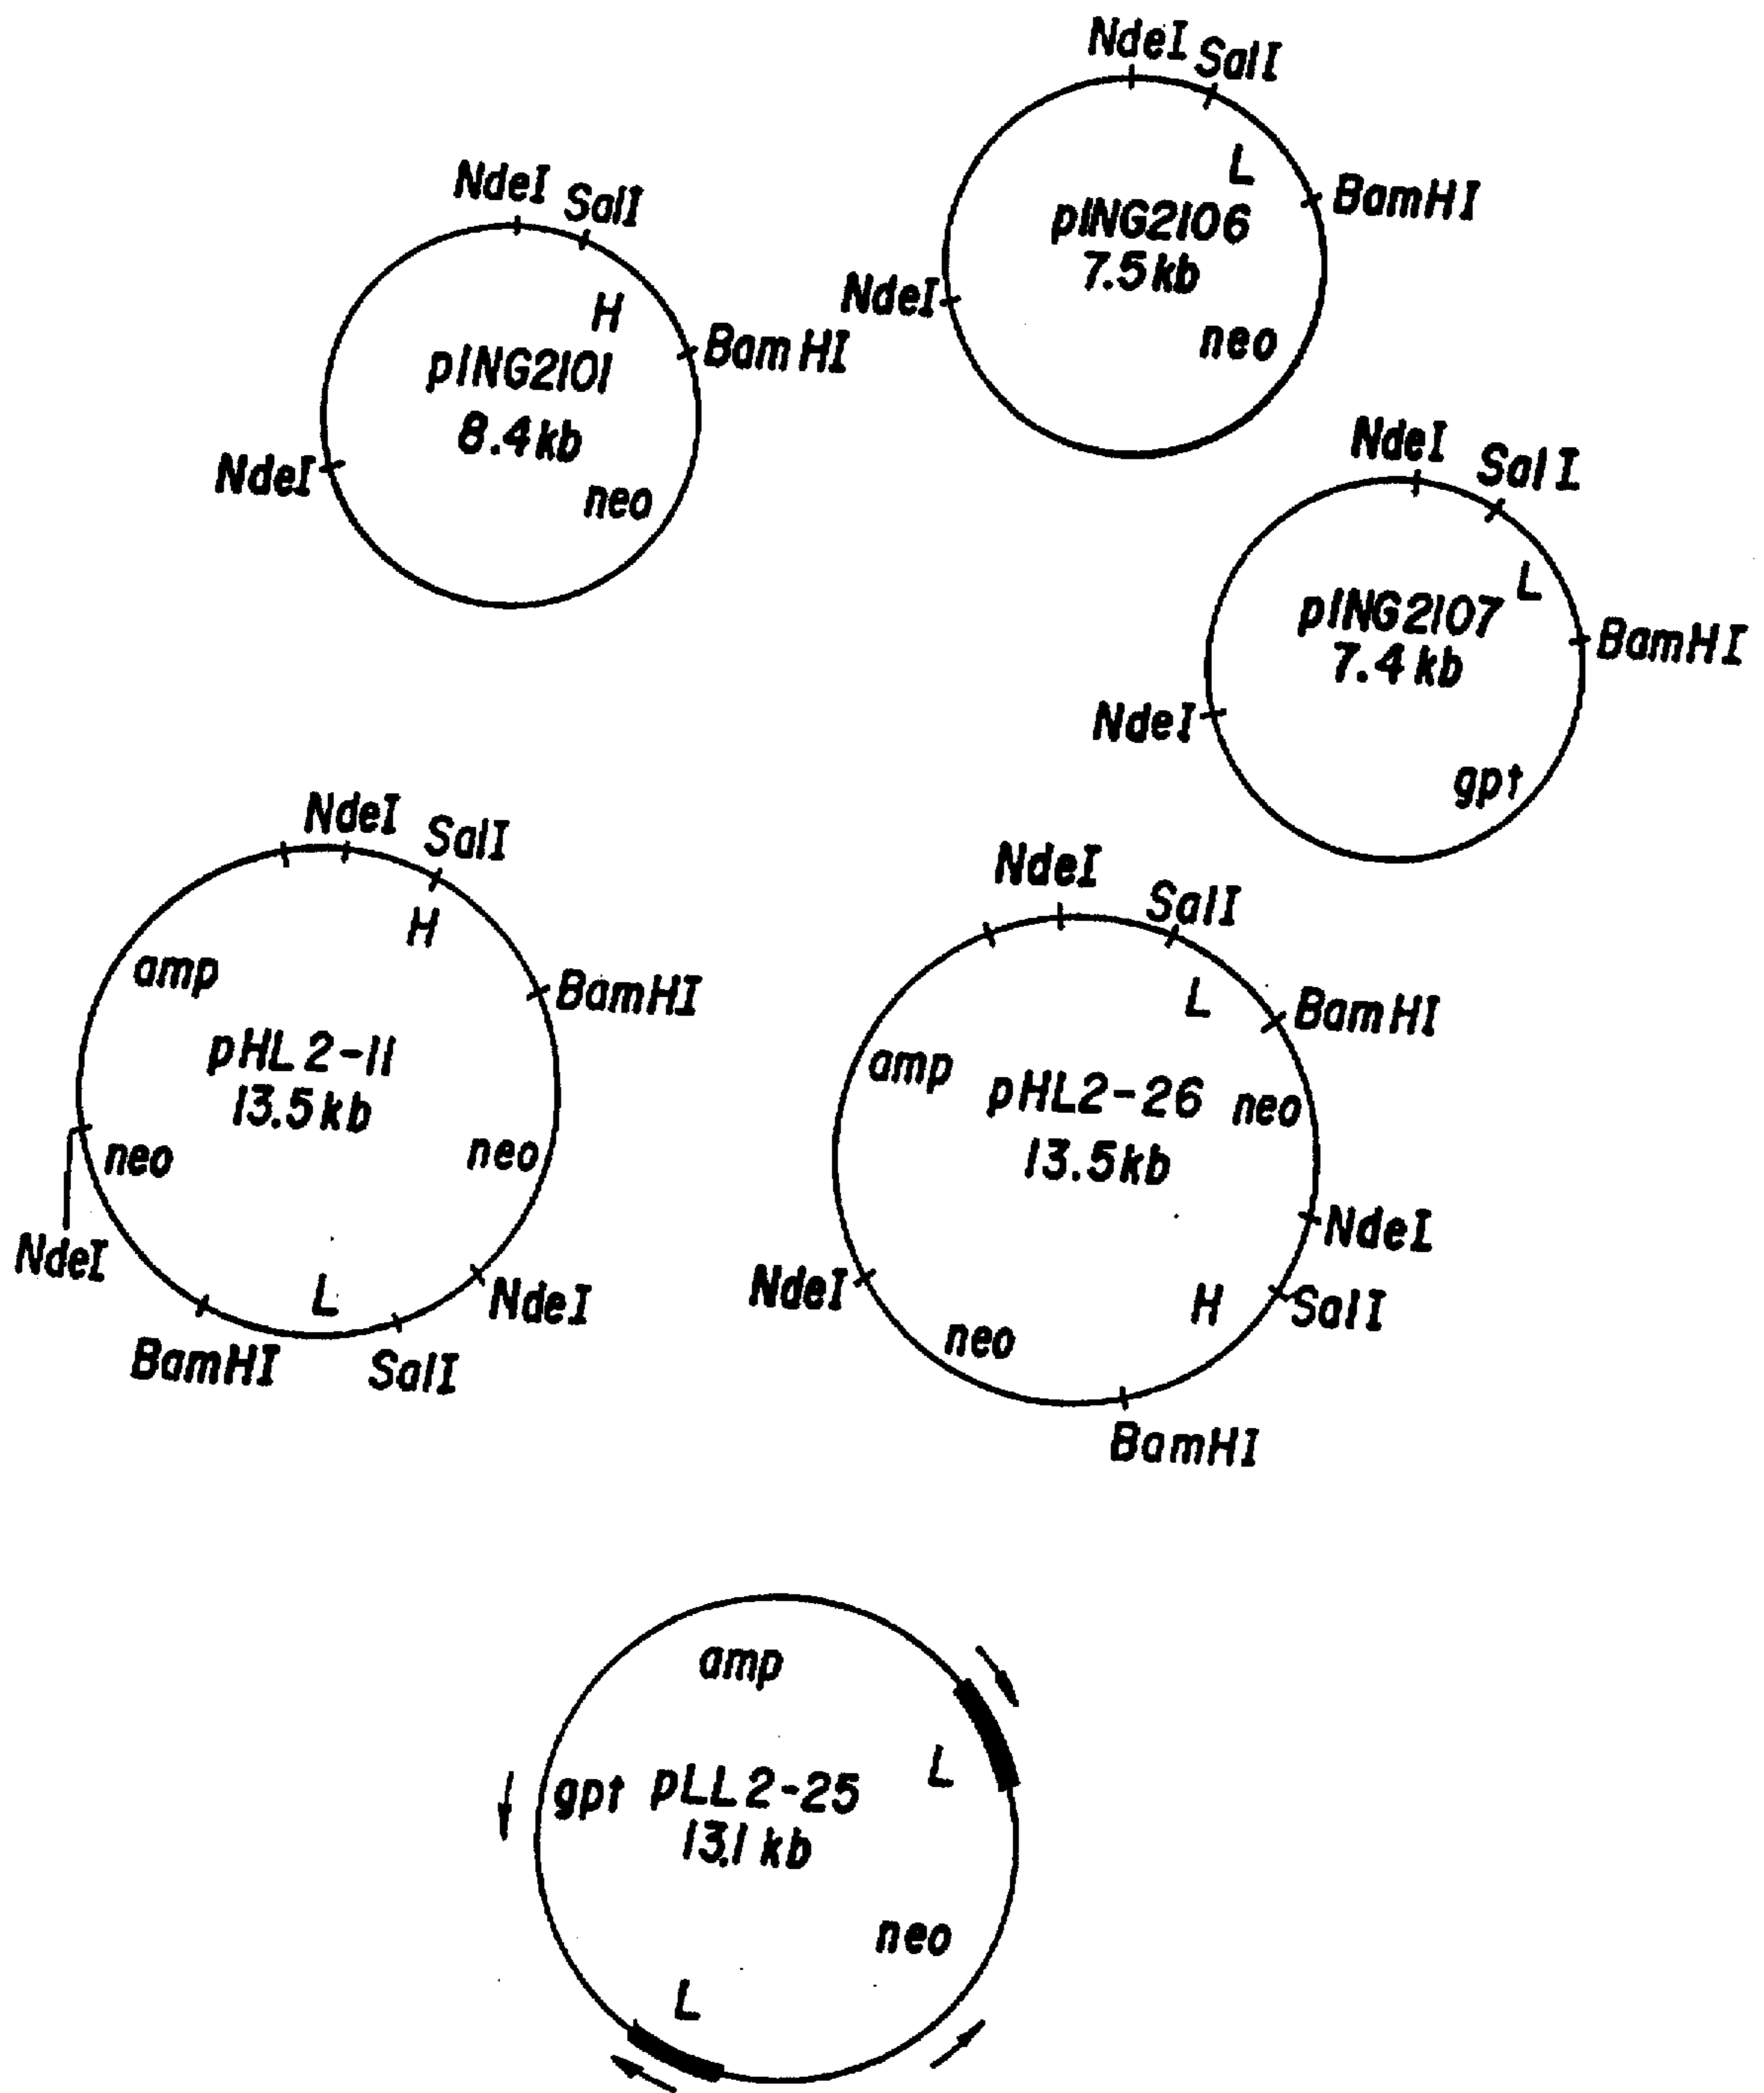 NdeI SalI
L
BamHI
pING2106
7.5kb
NdeI
neo
NdeI SalI
H
BamHI
pING2101
8.4kb
NdeI
neo
NdeI SalI
L
pING2107
7.4kb
BamHI
NdeI
gpt
NdeI SalI
H
amp
BamHI
pHL2-11
13.5kb
neo
neo
NdeI
L
NdeI
BamHI
SalI
NdeI
SalI
L
BamHI
amp
pHL2-26
neo
13.5kb
NdeI
NdeI
H
SalI
neo
BamHI
amp
L
gpt pLL2-25
13.1 kb
neo
L